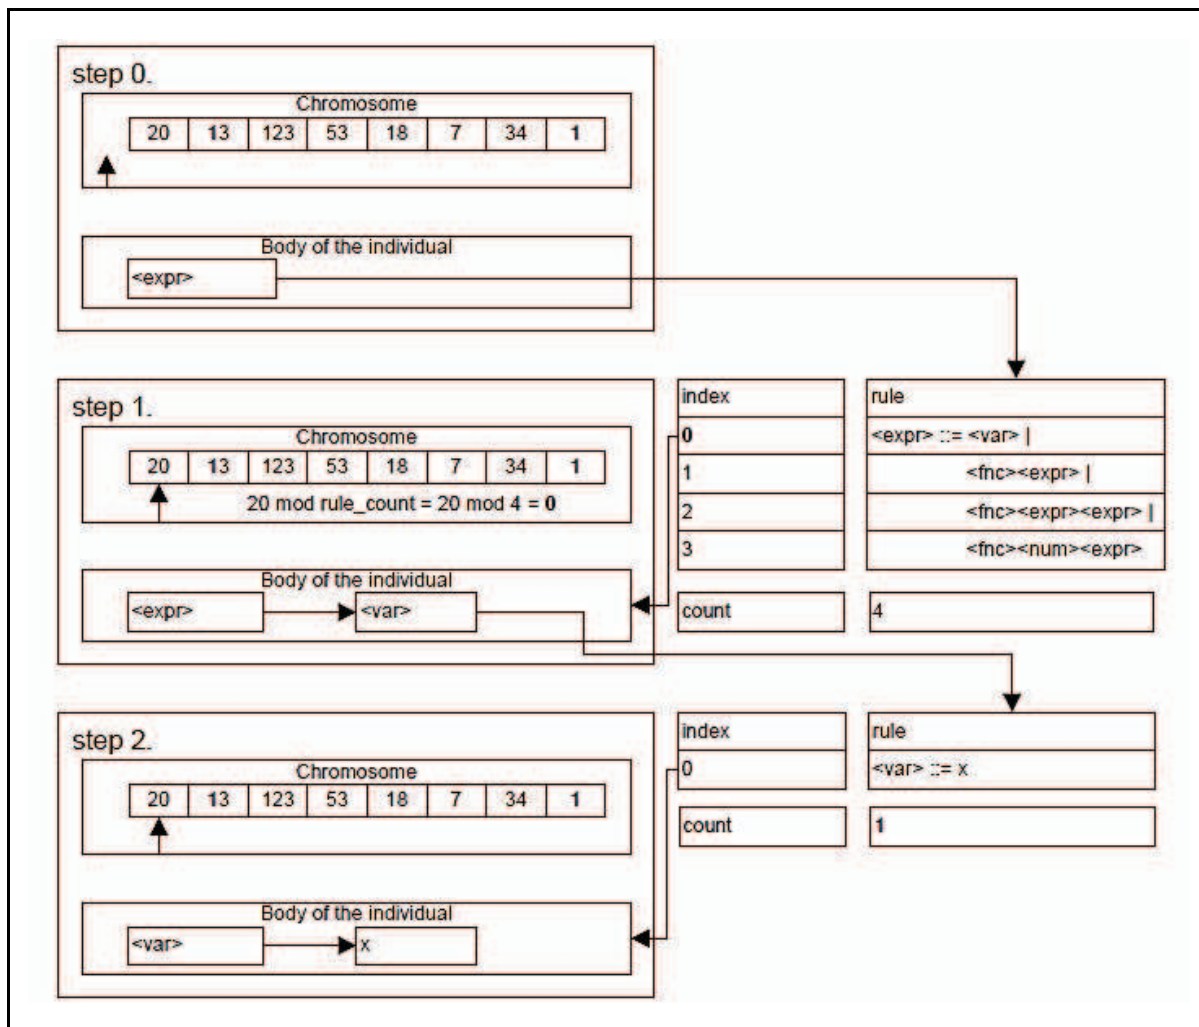 step 0.
Chromosome
20 13 123 53 18 7 34 1
Body of the individual
<expr>
step 1.
Chromosome
20 13 123 53 18 7 34 1
20 mod rule_count = 20 mod 4 = 0
Body of the individual
<expr> <var>
index rule
0 <expr> ::= <var> |
1 <fnc><expr> |
2 <fnc><expr><expr> |
3 <fnc><num><expr>
count 4
step 2.
Chromosome
20 13 123 53 18 7 34 1
Body of the individual
<var> x
index rule
0 <var> ::= x
count 1